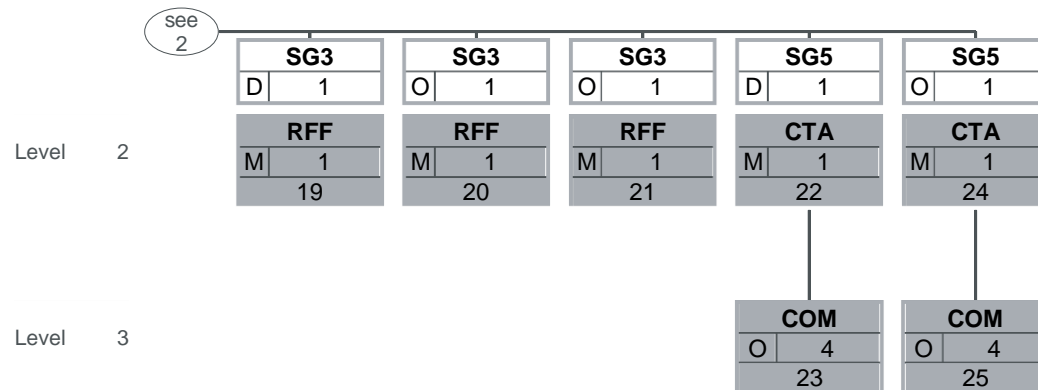 see
2
SG3 SG3 SG3 SG5 SG5
D 1 O 1 O 1 D 1 O 1
Level 2
RFF RFF RFF CTA CTA
M 1 M 1 M 1 M 1 M 1
19 20 21 22 24
Level 3
COM COM
O 4 O 4
23 25